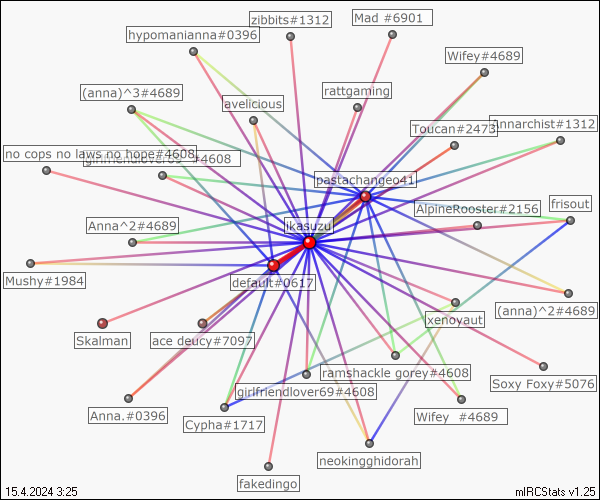 Mad #6901
zibbits#1312
hypomanianna#0396
Wifey#4689
(anna)^3#4689
rattgaming
avelicious
Toucan#2473
Annarchist#1312
no cops no laws no hope#4608
girlfriendlover69 #4608
pastachangeo41
frisout
AlpineRooster#2156
Anna^2#4689
ikasuzu
Mushy#1984
default#0617
(anna)^2#4689
xenoyaut
Skalman
ace deucy#7097
ramshackle gorey#4608
Soxy Foxy#5076
girlfriendlover69#4608
Anna.#0396
Wifey #4689
Cypha#1717
neokingghidorah
fakedingo
15.4.2024 3:25
mIRCStats v1.25